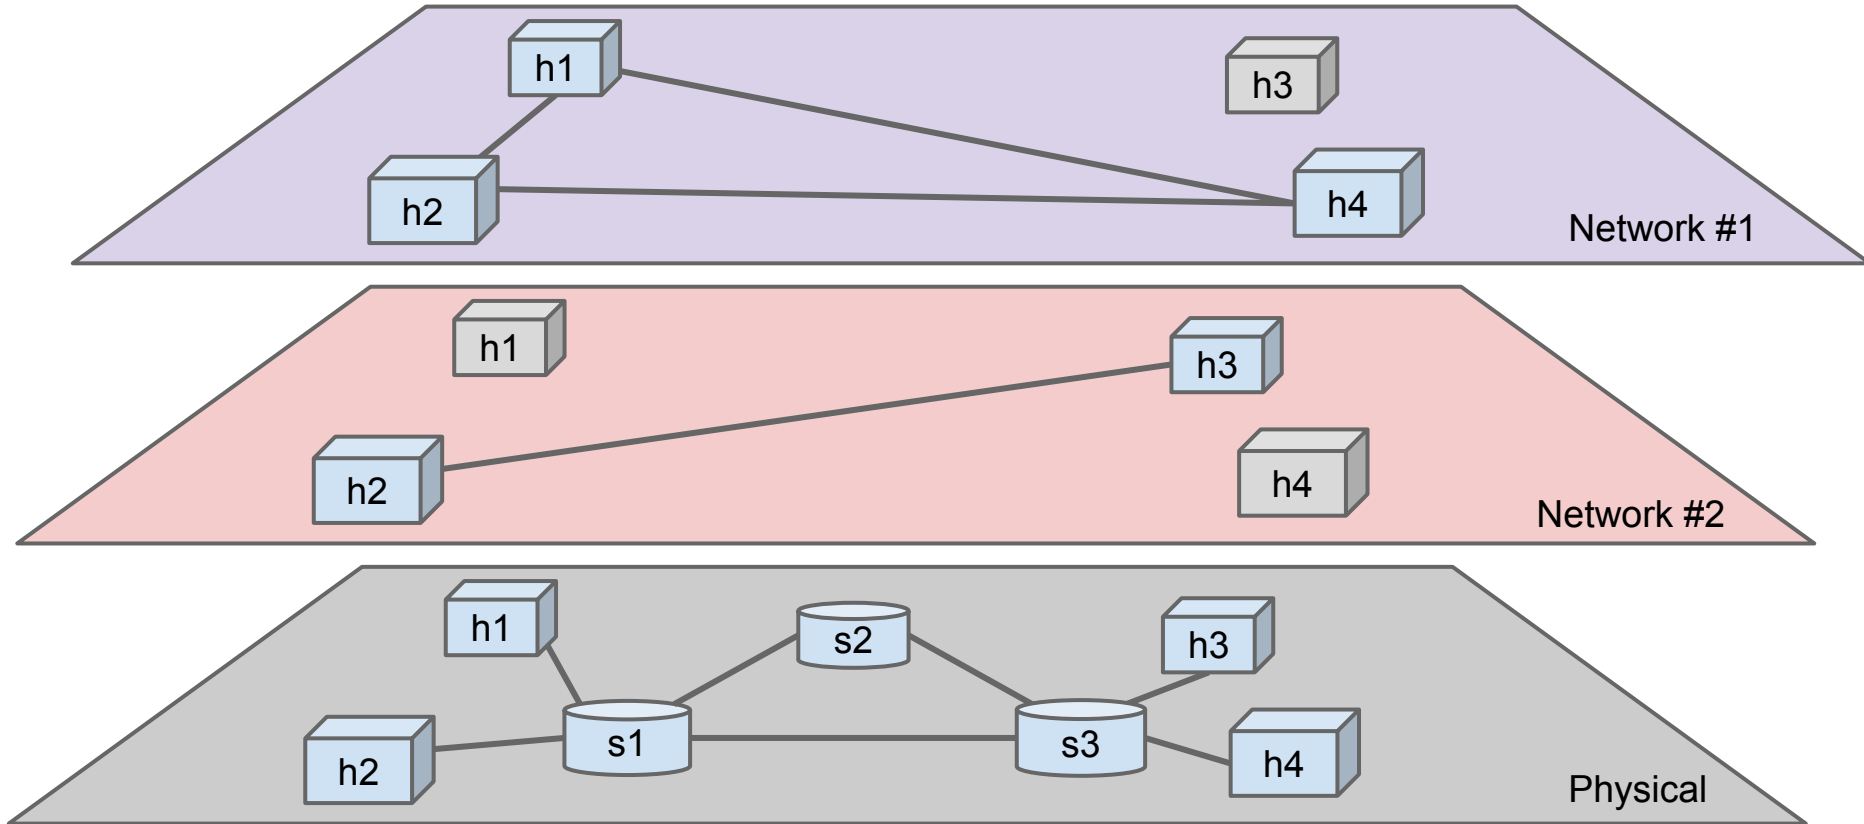 h1
h3
h2
h4
Network #1
h1
h3
h2
h4
Network #2
h1
s2
h3
h2
s1
s3
h4
Physical